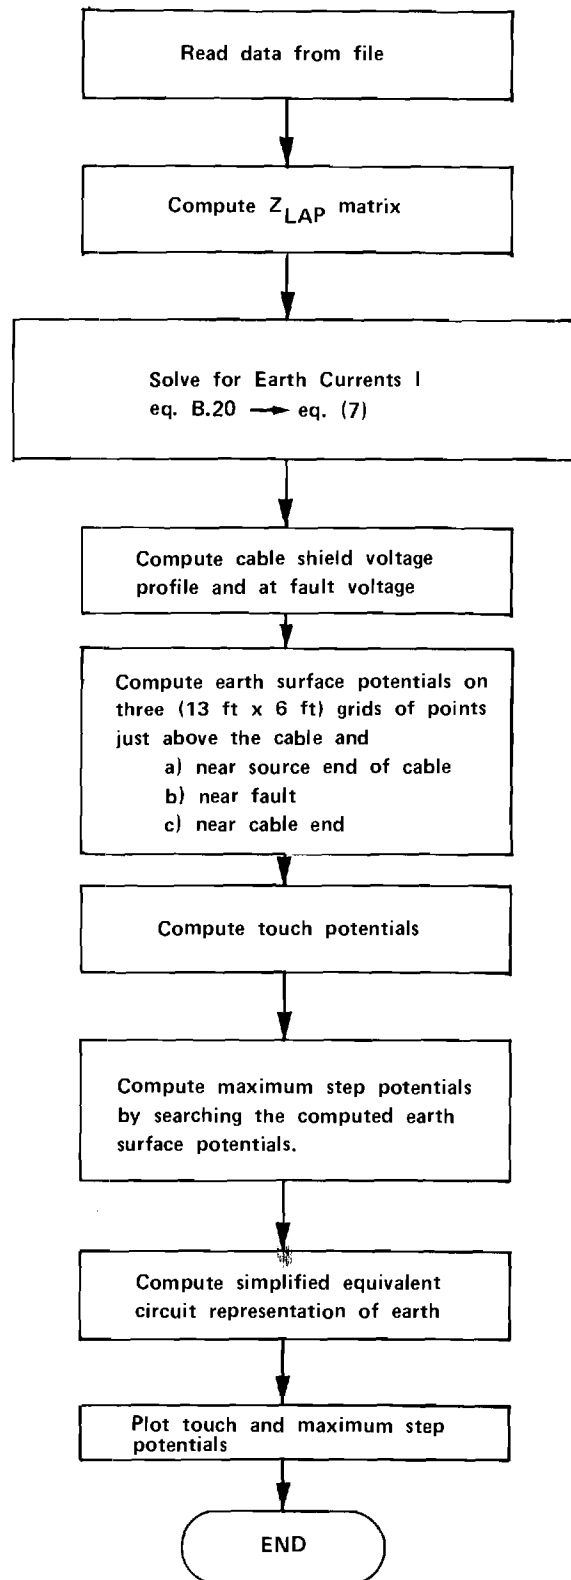 Read data from file
Compute Z_LAP matrix
Solve for Earth Currents I
eq. B.20 → eq. (7)
Compute cable shield voltage
profile and at fault voltage
Compute earth surface potentials on
three (13 ft x 6 ft) grids of points
just above the cable and
a) near source end of cable
b) near fault
c) near cable end
Compute touch potentials
Compute maximum step potentials
by searching the computed earth
surface potentials.
Compute simplified equivalent
circuit representation of earth
Plot touch and maximum step
potentials
END